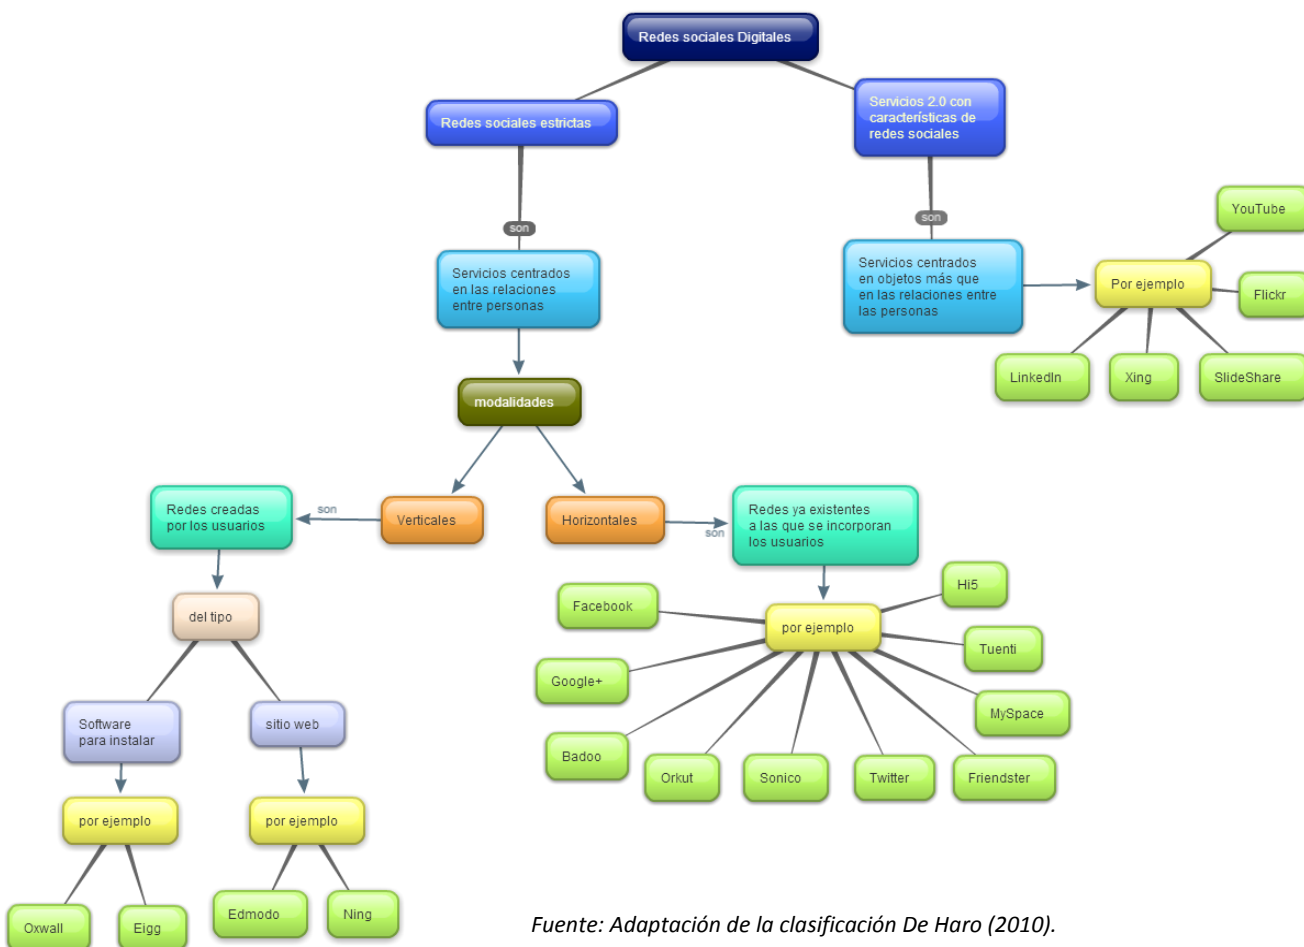 Redes sociales Digitales
Redes sociales estrictas
Servicios 2.0 con
características de
redes sociales
son
son
Servicios centrados
en las relaciones
entre personas
Servicios centrados
en objetos más que
en las relaciones entre
las personas
Por ejemplo
YouTube
Flickr
LinkedIn
Xing
SlideShare
modalidades
Verticales
Horizontales
son
son
Redes creadas
por los usuarios
Redes ya existentes
a las que se incorporan
los usuarios
del tipo
Software
para instalar
sitio web
por ejemplo
por ejemplo
Oxwall
Eigg
Edmodo
Ning
por ejemplo
Facebook
Google+
Badoo
Orkut
Sonico
Twitter
Friendster
MySpace
Tuenti
Hi5
Fuente: Adaptación de la clasificación De Haro (2010).